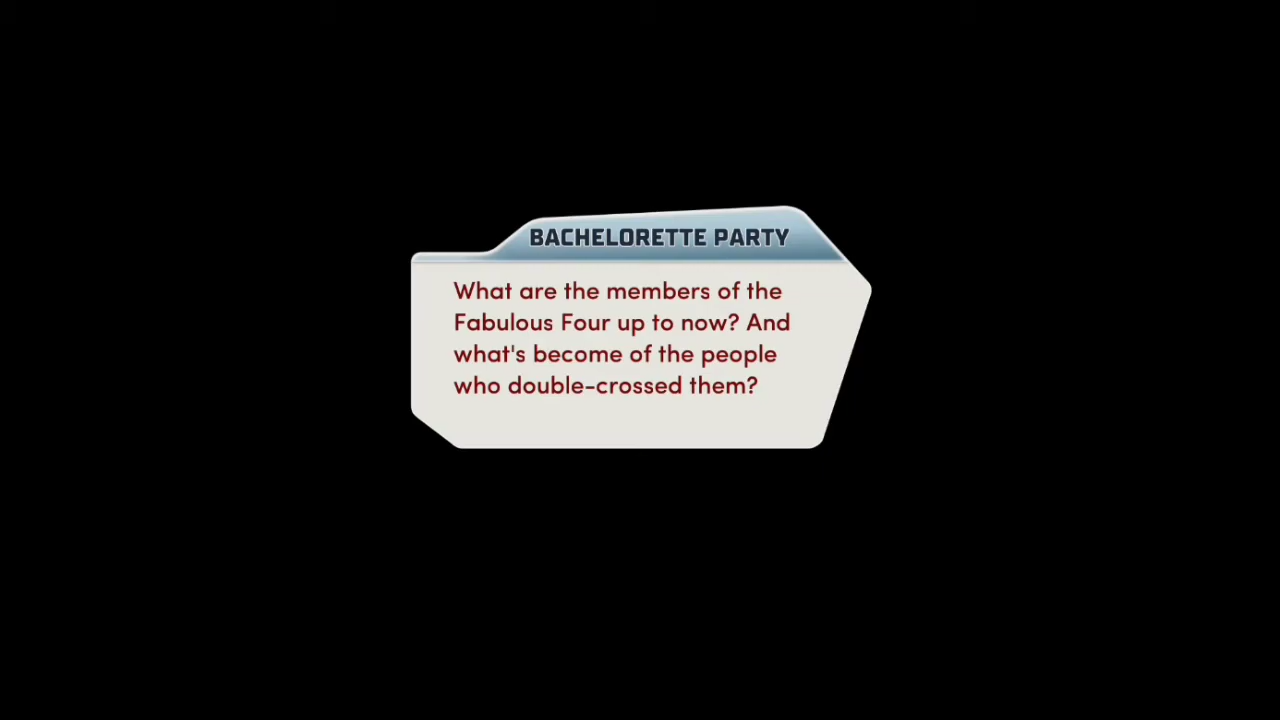 BACHELORETTE PARTY
What are the members of the
Fabulous Four up to now? And
what's become of the people
who double-crossed them?